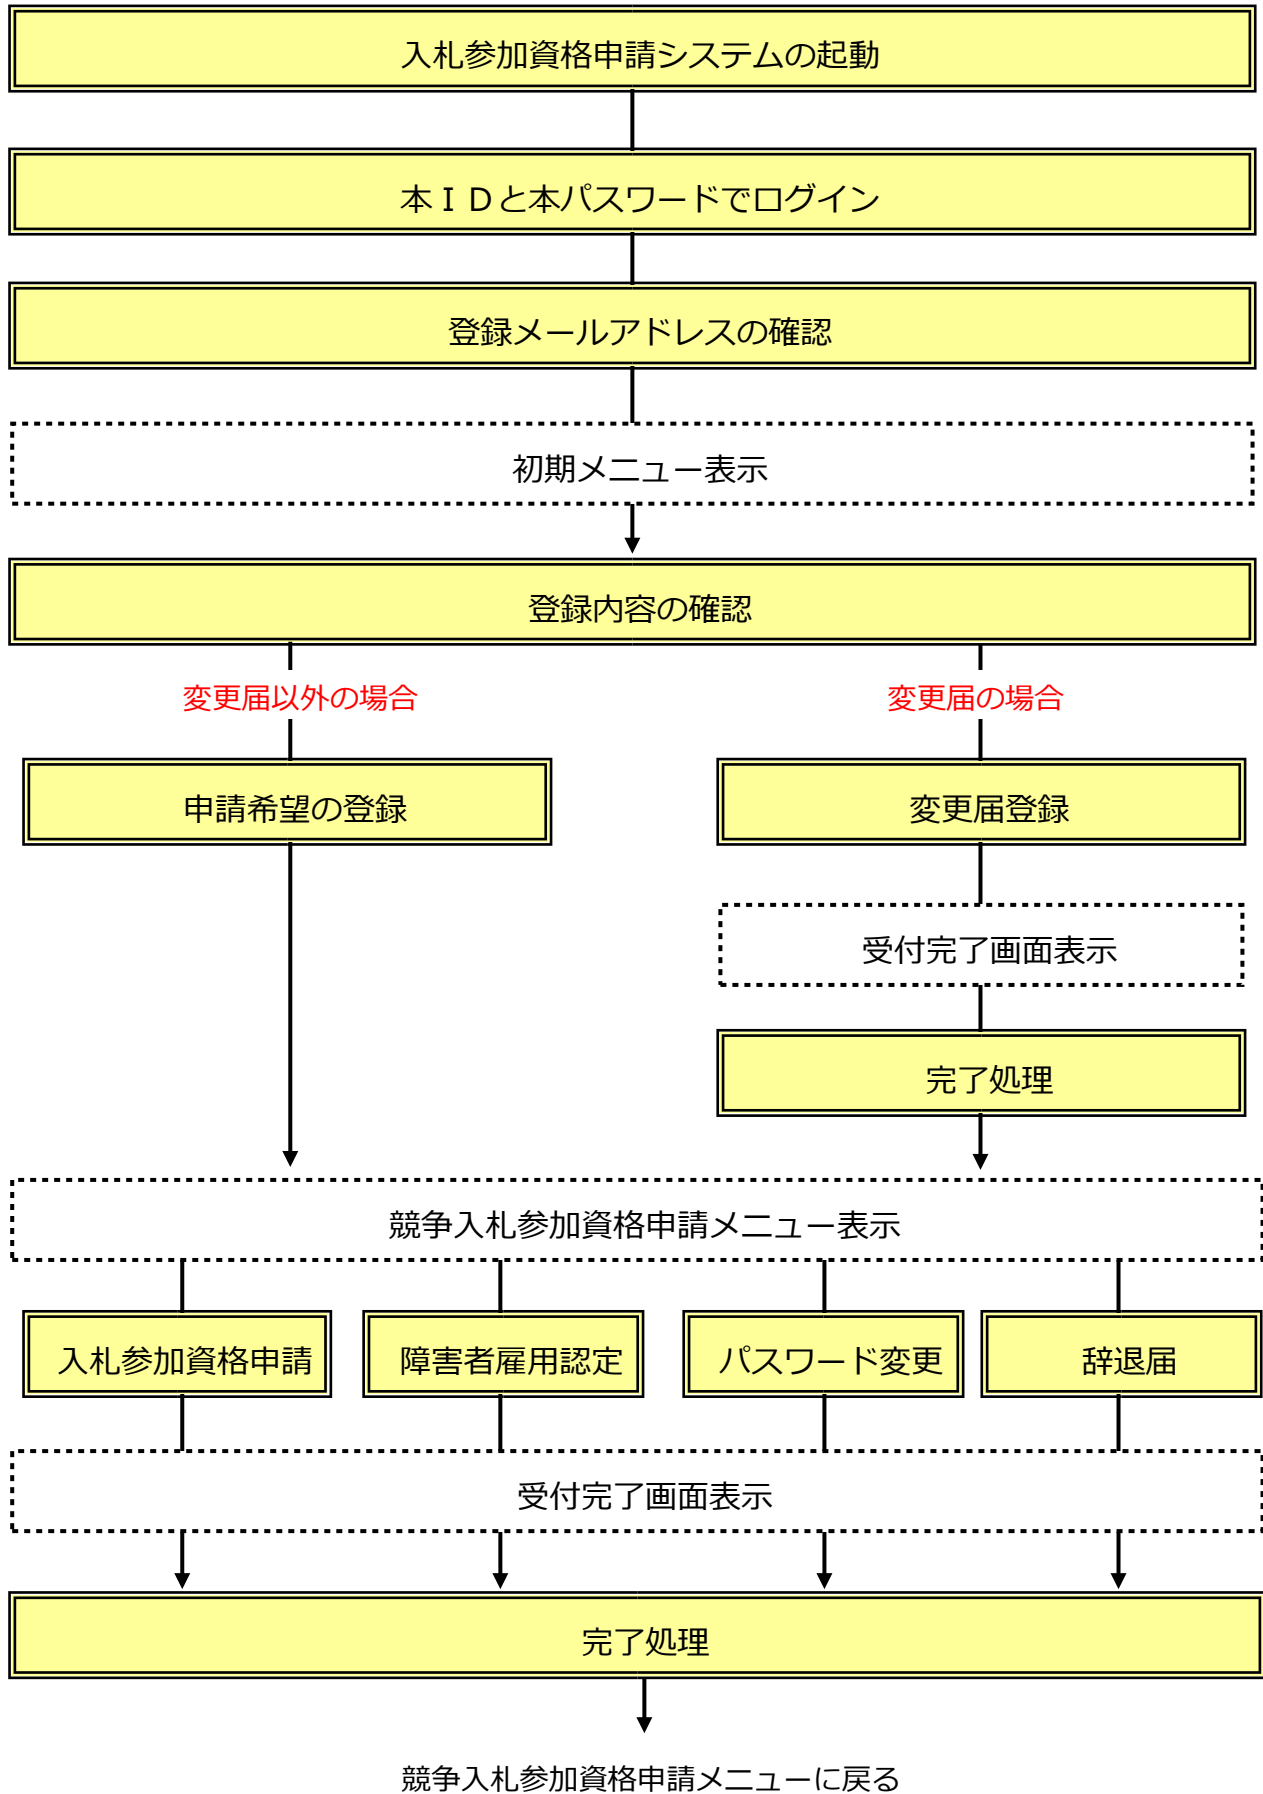 入札参加資格申請システムの起動
本ＩＤと本パスワードでログイン
登録メールアドレスの確認
初期メニュー表示
登録内容の確認
変更届以外の場合
変更届の場合
申請希望の登録
変更届登録
受付完了画面表示
完了処理
競争入札参加資格申請メニュー表示
入札参加資格申請
障害者雇用認定
パスワード変更
辞退届
受付完了画面表示
完了処理
競争入札参加資格申請メニューに戻る